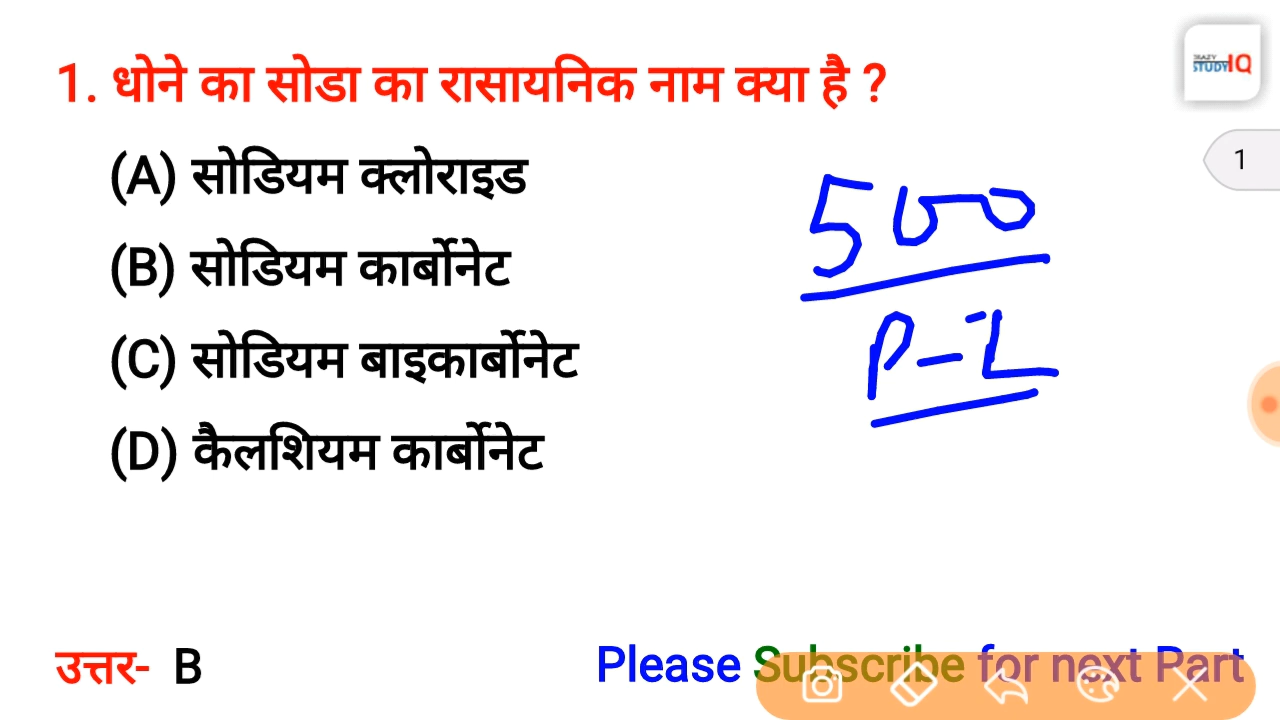 1. धोने का सोडा का रासायनिक नाम क्या है ?
(A) सोडियम क्लोराइड
(B) सोडियम कार्बोनेट
(C) सोडियम बाइकार्बोनेट
(D) कैलशियम कार्बोनेट
500
CRAZY
STUDY IQ
1
उत्तर- B
Please Subscribe for next Part